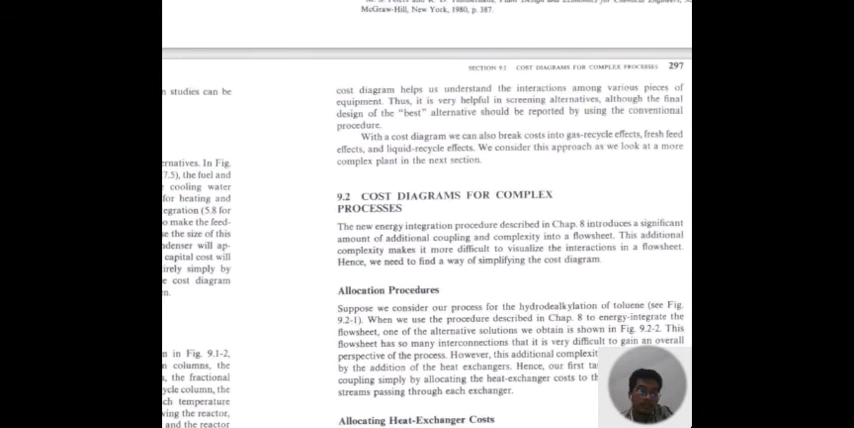 McGraw-Hill, New York, 1980, p. 387.
SECTION 9.2 COST DIAGRAMS FOR COMPLEX PROCESSES 297
n studies can be
ernatives. In Fig.
7.5), the fuel and
cooling water
for heating and
egration (5.8 for
o make the feed-
se the size of this
ndenser will ap-
capital cost will
irely simply by
e cost diagram
n.
n in Fig. 9.1-2,
n columns, the
s, the fractional
ycle column, the
ch temperature
ving the reactor,
and the reactor
cost diagram helps us understand the interactions among various pieces of
equipment. Thus, it is very helpful in screening alternatives, although the final
design of the "best" alternative should be reported by using the conventional
procedure.
With a cost diagram we can also break costs into gas-recycle effects, fresh feed
effects, and liquid-recycle effects. We consider this approach as we look at a more
complex plant in the next section.
9.2 COST DIAGRAMS FOR COMPLEX
PROCESSES
The new energy integration procedure described in Chap. 8 introduces a significant
amount of additional coupling and complexity into a flowsheet. This additional
complexity makes it more difficult to visualize the interactions in a flowsheet.
Hence, we need to find a way of simplifying the cost diagram.
Allocation Procedures
Suppose we consider our process for the hydrodealkylation of toluene (see Fig.
9.2-1). When we use the procedure described in Chap. 8 to energy-integrate the
flowsheet, one of the alternative solutions we obtain is shown in Fig. 9.2-2. This
flowsheet has so many interconnections that it is very difficult to gain an overall
perspective of the process. However, this additional complexit
by the addition of the heat exchangers. Hence, our first ta
coupling simply by allocating the heat-exchanger costs to th
streams passing through each exchanger.
Allocating Heat-Exchanger Costs